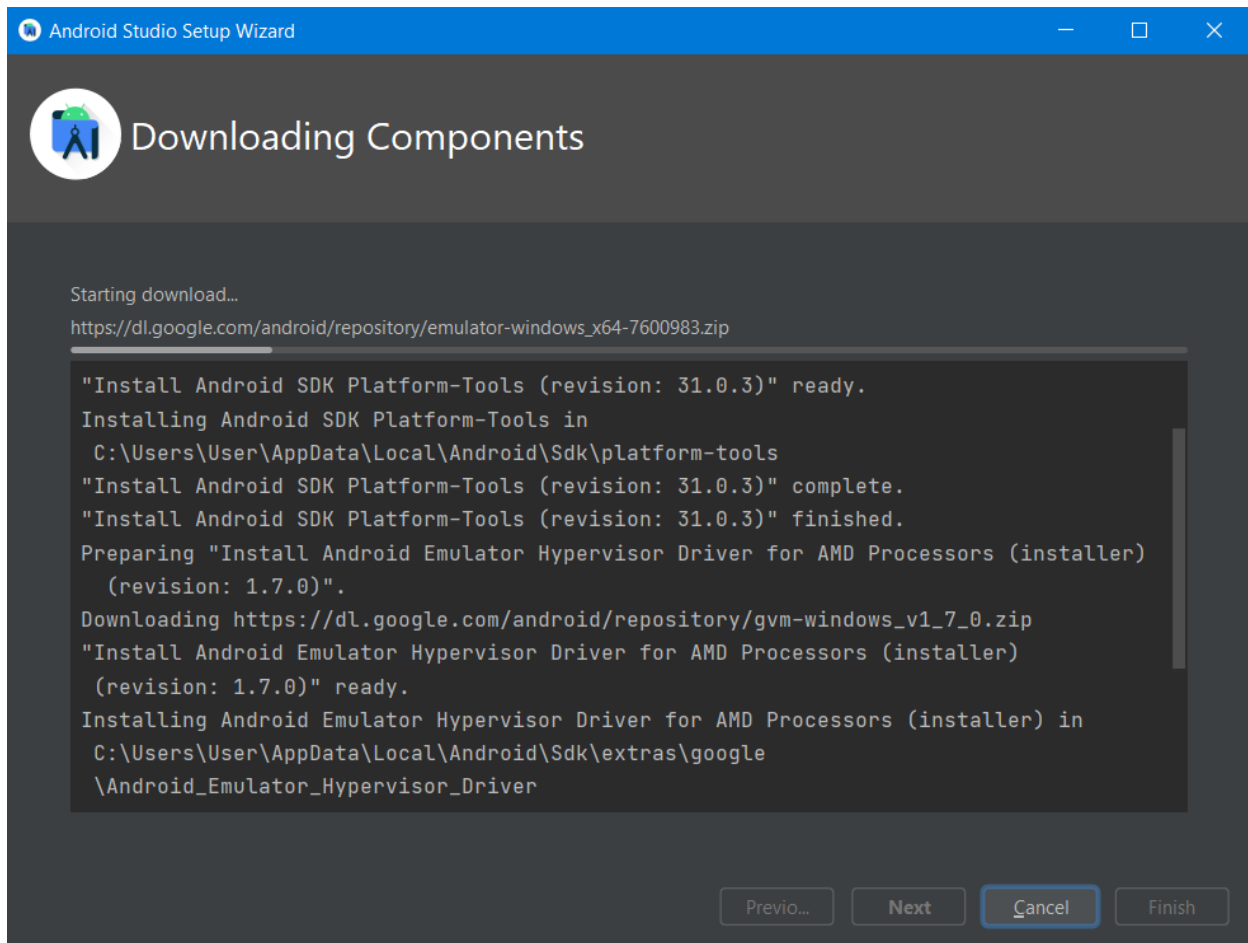 Android Studio Setup Wizard
Downloading Components
Starting download...
https://dl.google.com/android/repository/emulator-windows_x64-7600983.zip
"Install Android SDK Platform-Tools (revision: 31.0.3)" ready.
Installing Android SDK Platform-Tools in
C:\Users\User\AppData\Local\Android\Sdk\platform-tools
"Install Android SDK Platform-Tools (revision: 31.0.3)" complete.
"Install Android SDK Platform-Tools (revision: 31.0.3)" finished.
Preparing "Install Android Emulator Hypervisor Driver for AMD Processors (installer)
(revision: 1.7.0)".
Downloading https://dl.google.com/android/repository/gvm-windows_v1_7_0.zip
"Install Android Emulator Hypervisor Driver for AMD Processors (installer)
(revision: 1.7.0)" ready.
Installing Android Emulator Hypervisor Driver for AMD Processors (installer) in
C:\Users\User\AppData\Local\Android\Sdk\extras\google
\Android_Emulator_Hypervisor_Driver
Previo... Next Cancel Finish